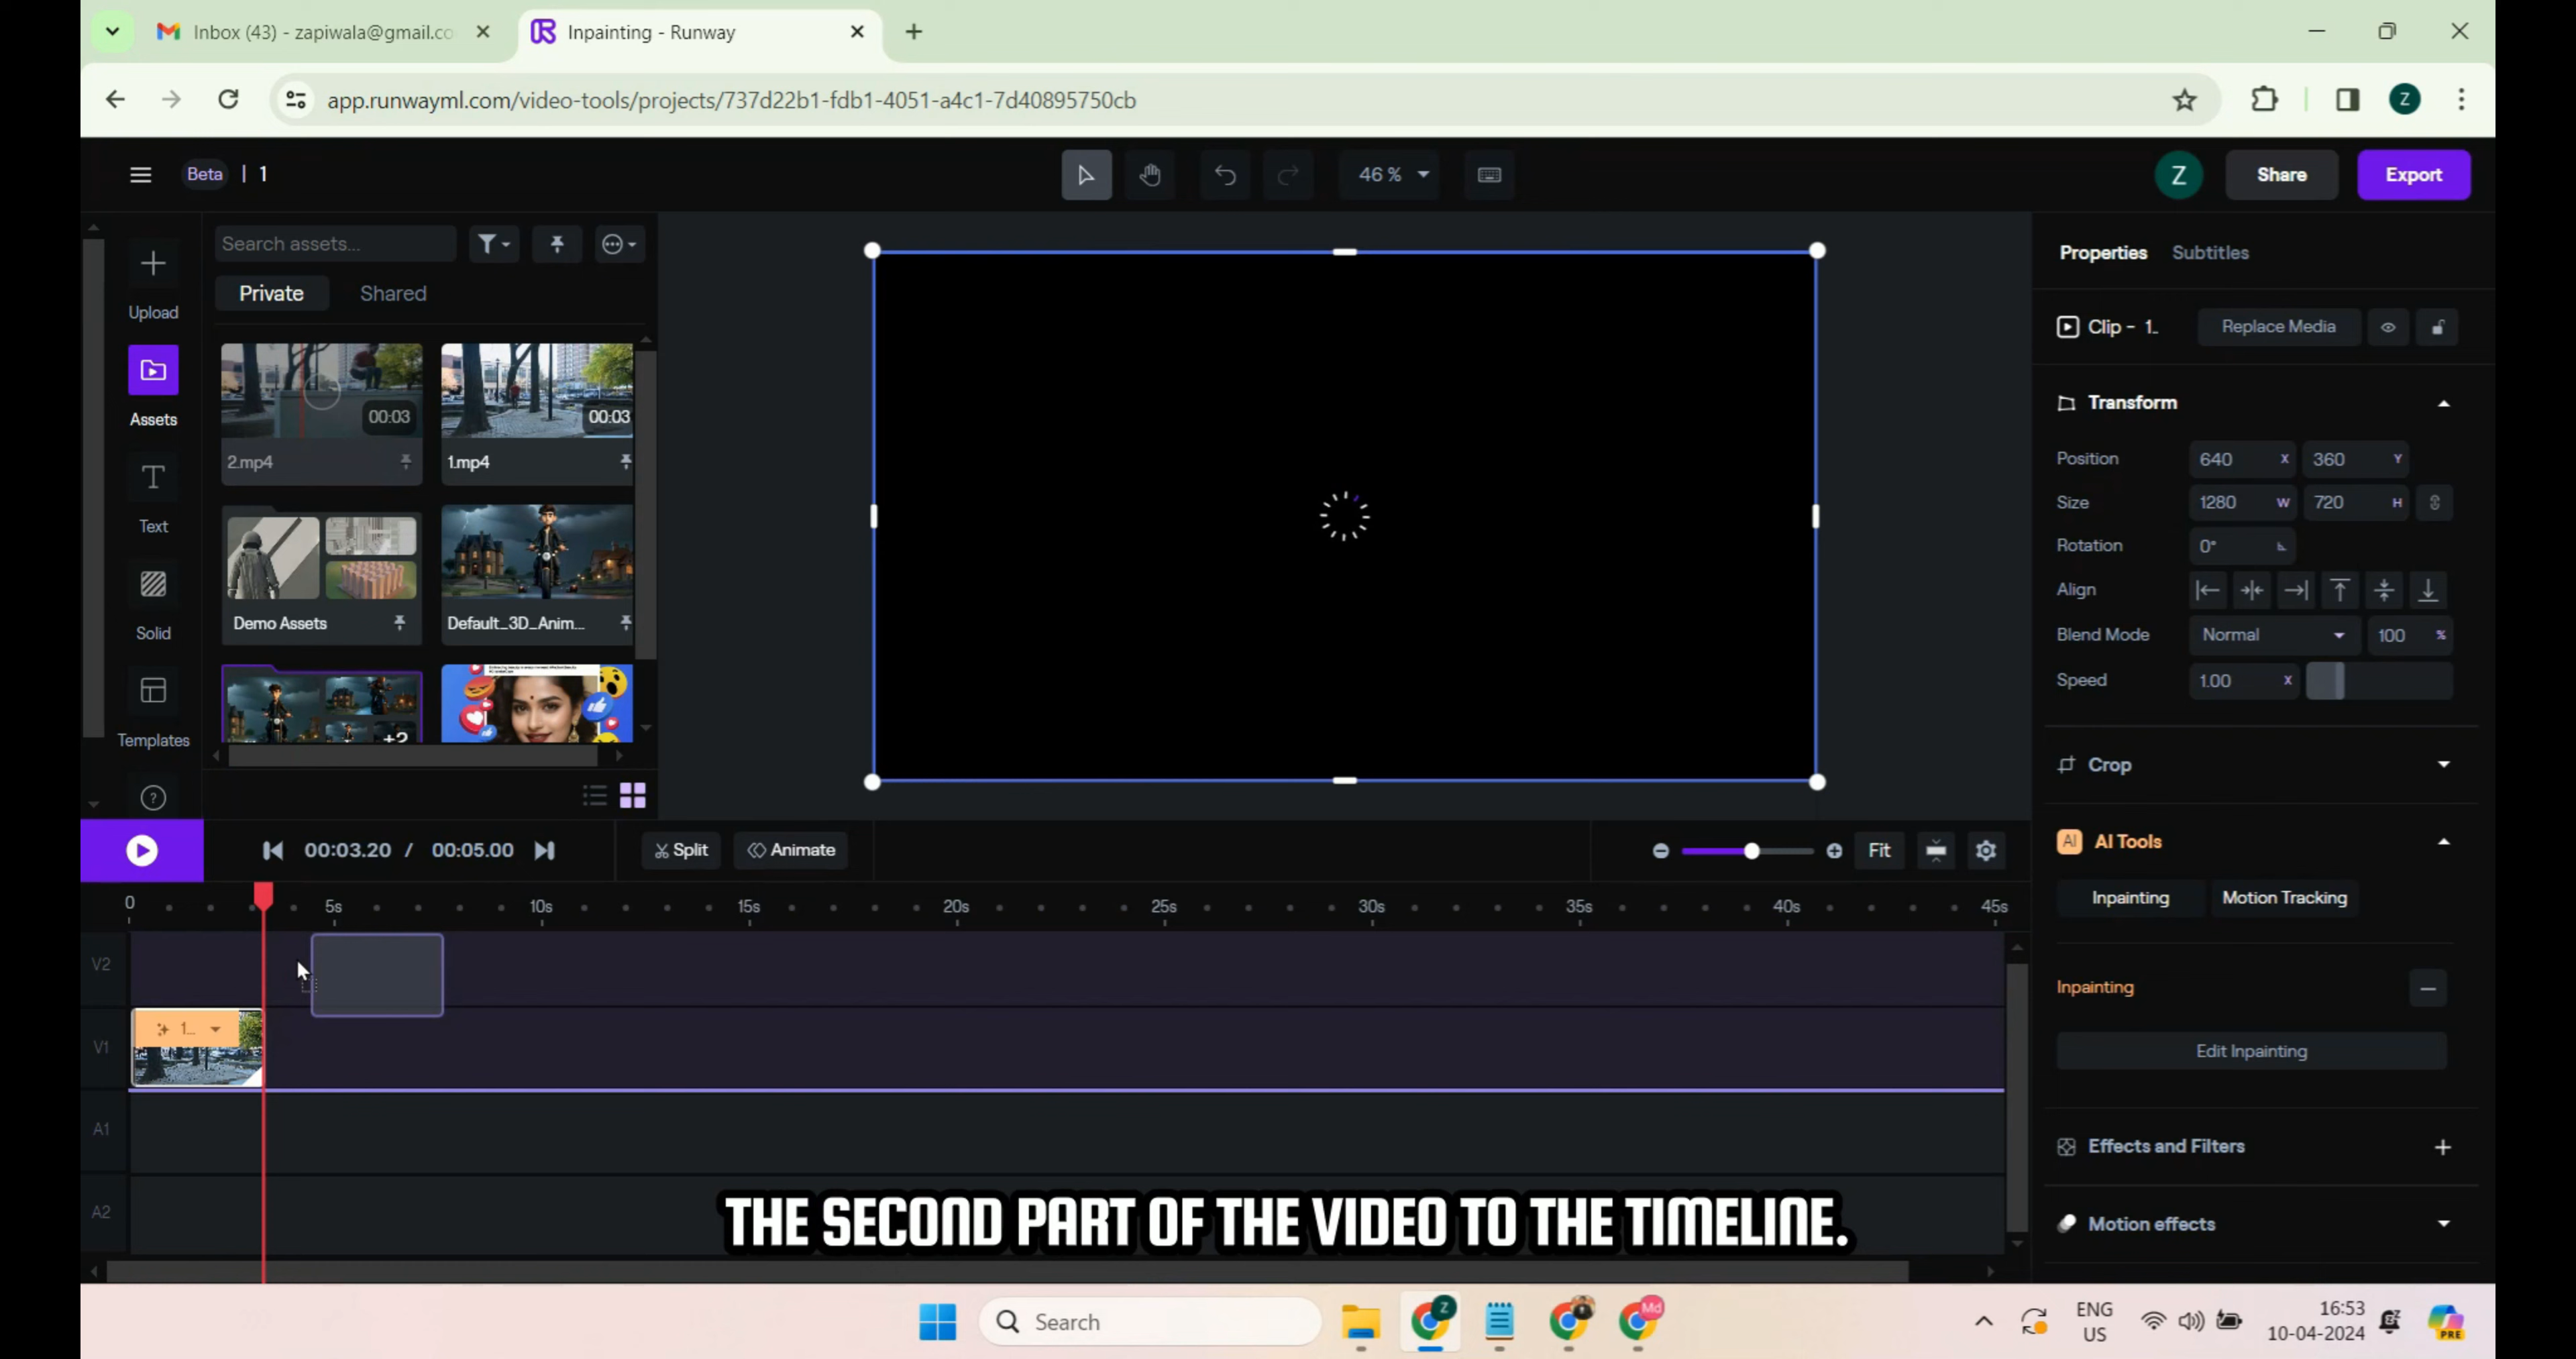 Inbox (43) - zapiwala@gmail.co
Inpainting - Runway
app.runwayml.com/video-tools/projects/737d22b1-fdb1-4051-a4c1-7d40895750cb
Z
Beta | 1
46 %
Z
Share
Export
Upload
Assets
Text
Solid
Templates
Search assets...
Private
Shared
00:03
2.mp4
00:03
1.mp4
Demo Assets
Default_3D_Anim...
+2
Properties
Subtitles
Clip - 1..
Replace Media
Transform
Position
640 X
360 Y
Size
1280 W
720 H
Rotation
0°
Align
Blend Mode
Normal
100 %
Speed
1.00 X
Crop
AI AI Tools
Inpainting
Motion Tracking
Inpainting
Edit Inpainting
Effects and Filters
Motion effects
00:03.20 / 00:05.00
Split
Animate
Fit
0 5s 10s 15s 20s 25s 30s 35s 40s 45s
V2
V1
1...
A1
A2
THE SECOND PART OF THE VIDEO TO THE TIMELINE.
Search
Z
Md
ENG
US
16:53
10-04-2024
PRE